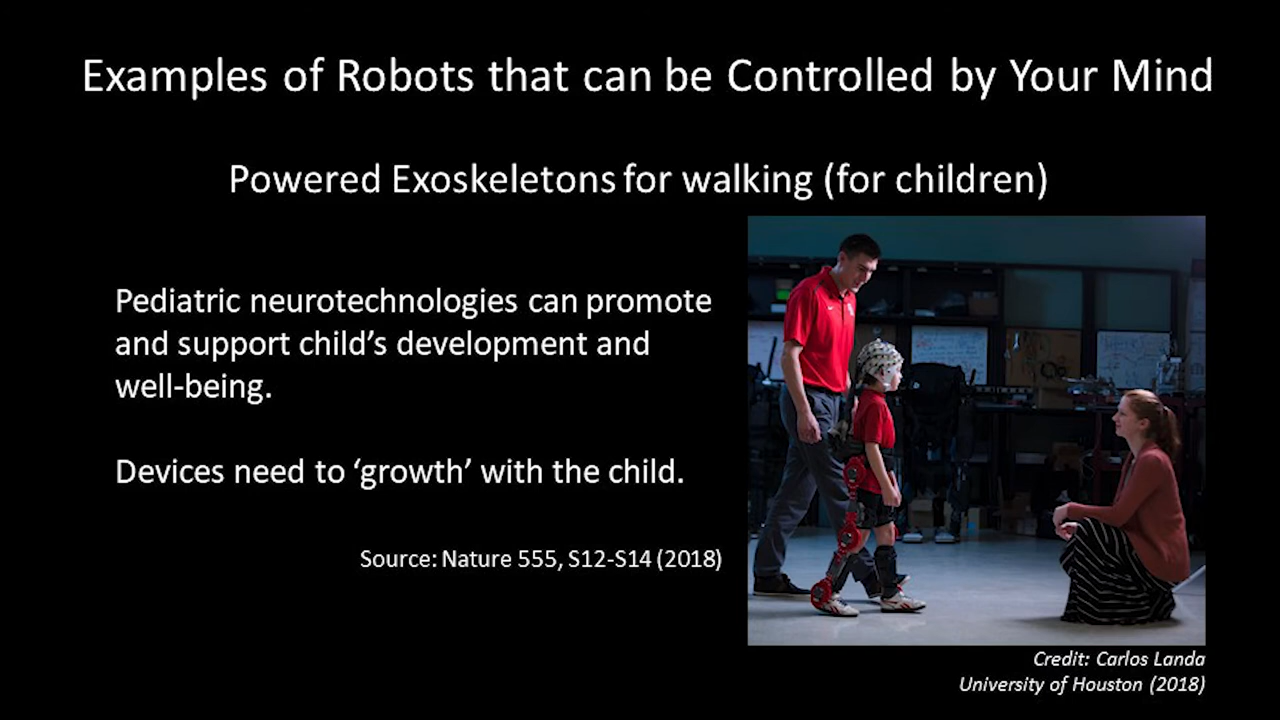 Examples of Robots that can be Controlled by Your Mind
Powered Exoskeletons for walking (for children)
Pediatric neurotechnologies can promote
and support child’s development and
well-being.
Devices need to ‘growth’ with the child.
Source: Nature 555, S12-S14 (2018)
Credit: Carlos Landa
University of Houston (2018)